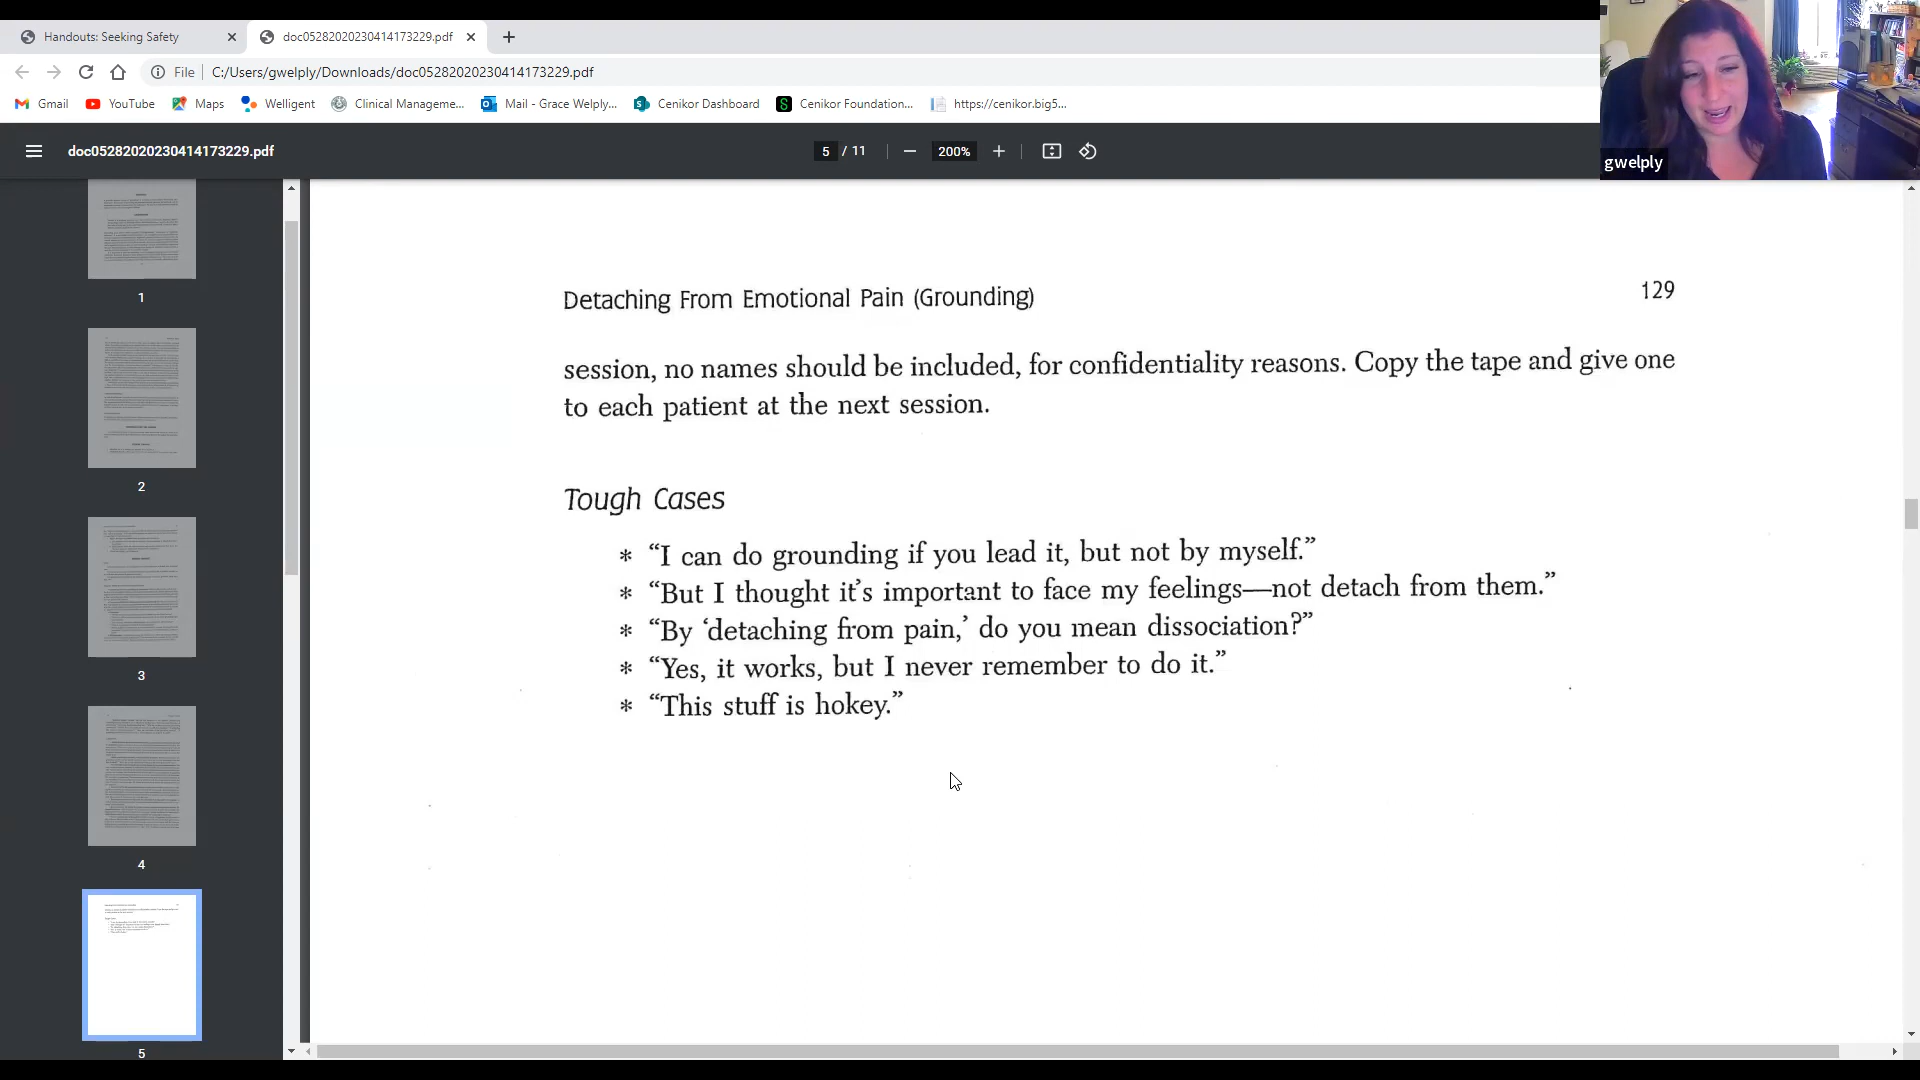 Handouts: Seeking Safety
doc05282020230414173229.pdf
File
C:/Users/gwelply/Downloads/doc05282020230414173229.pdf
Gmail
YouTube
Maps
Welligent
Clinical Manageme...
Mail - Grace Welply,...
Cenikor Dashboard
Cenikor Foundation...
https://cenikor.big5...
gwelply
doc05282020230414173229.pdf
5 / 11
200%
1
2
3
4
5
Detaching From Emotional Pain (Grounding)
129
session, no names should be included, for confidentiality reasons. Copy the tape and give one
to each patient at the next session.
Tough Cases
* “I can do grounding if you lead it, but not by myself.”
* “But I thought it’s important to face my feelings—not detach from them.”
* “By ‘detaching from pain,’ do you mean dissociation?”
* “Yes, it works, but I never remember to do it.”
* “This stuff is hokey.”